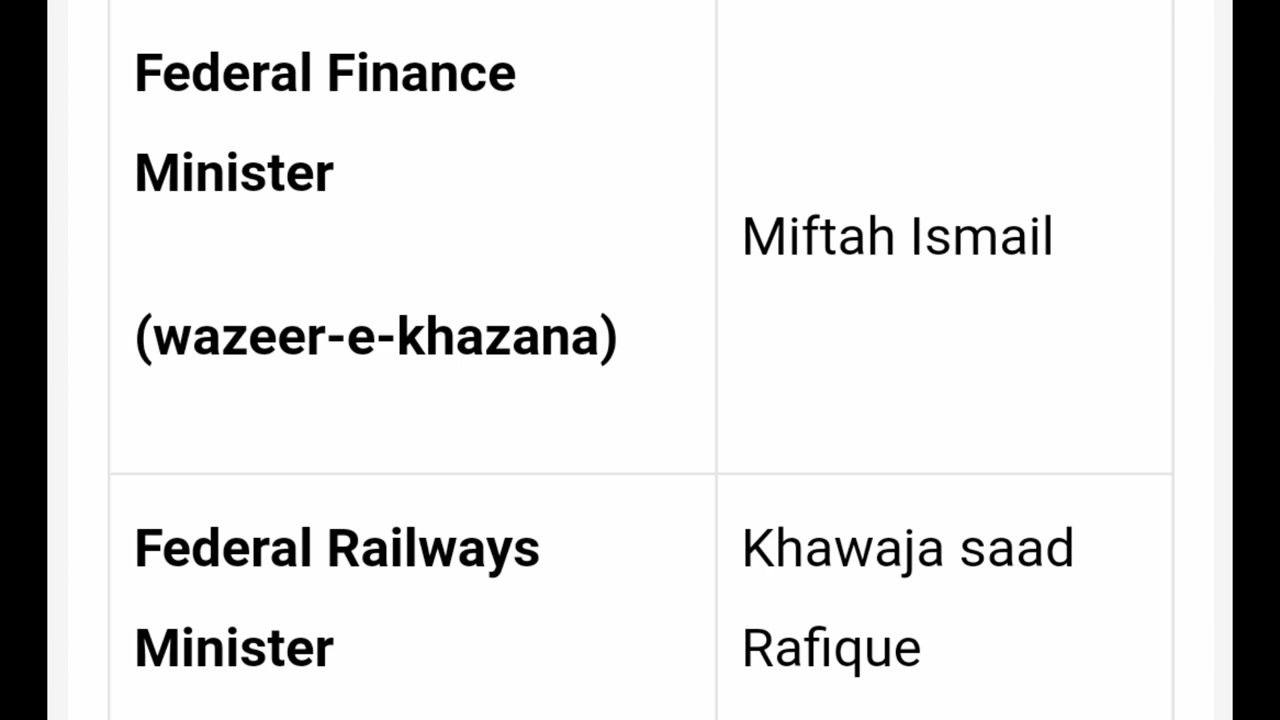 Federal Finance
Minister
(wazeer-e-khazana)
Miftah Ismail
Federal Railways
Minister
Khawaja saad
Rafique